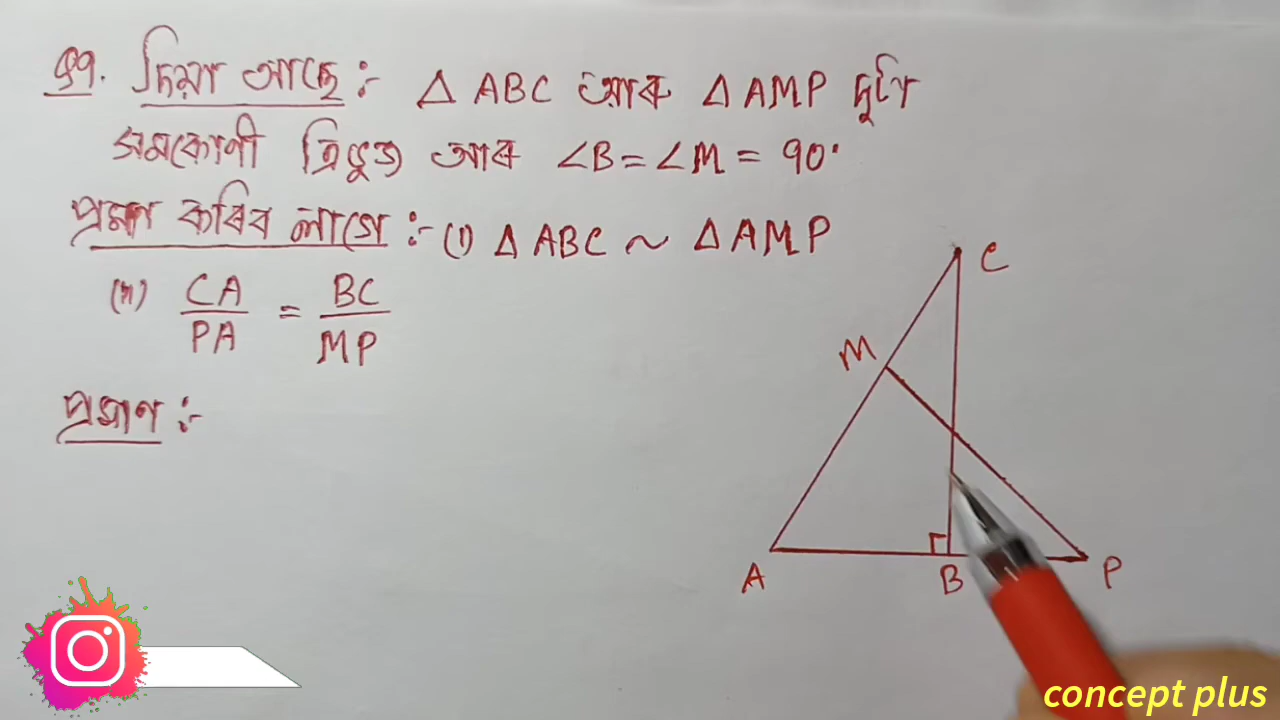 Q9. দিয়া আছে :- △ ABC আৰু △ AMP দুটি
সমকোণী ত্ৰিভুজ আৰু ∠B = ∠M = 90°
প্ৰমাণ কৰিব লাগে :- (i) △ ABC ~ △ AMP
(ii) CA/PA = BC/MP
প্ৰমাণ :-
C
M
A B P
concept plus